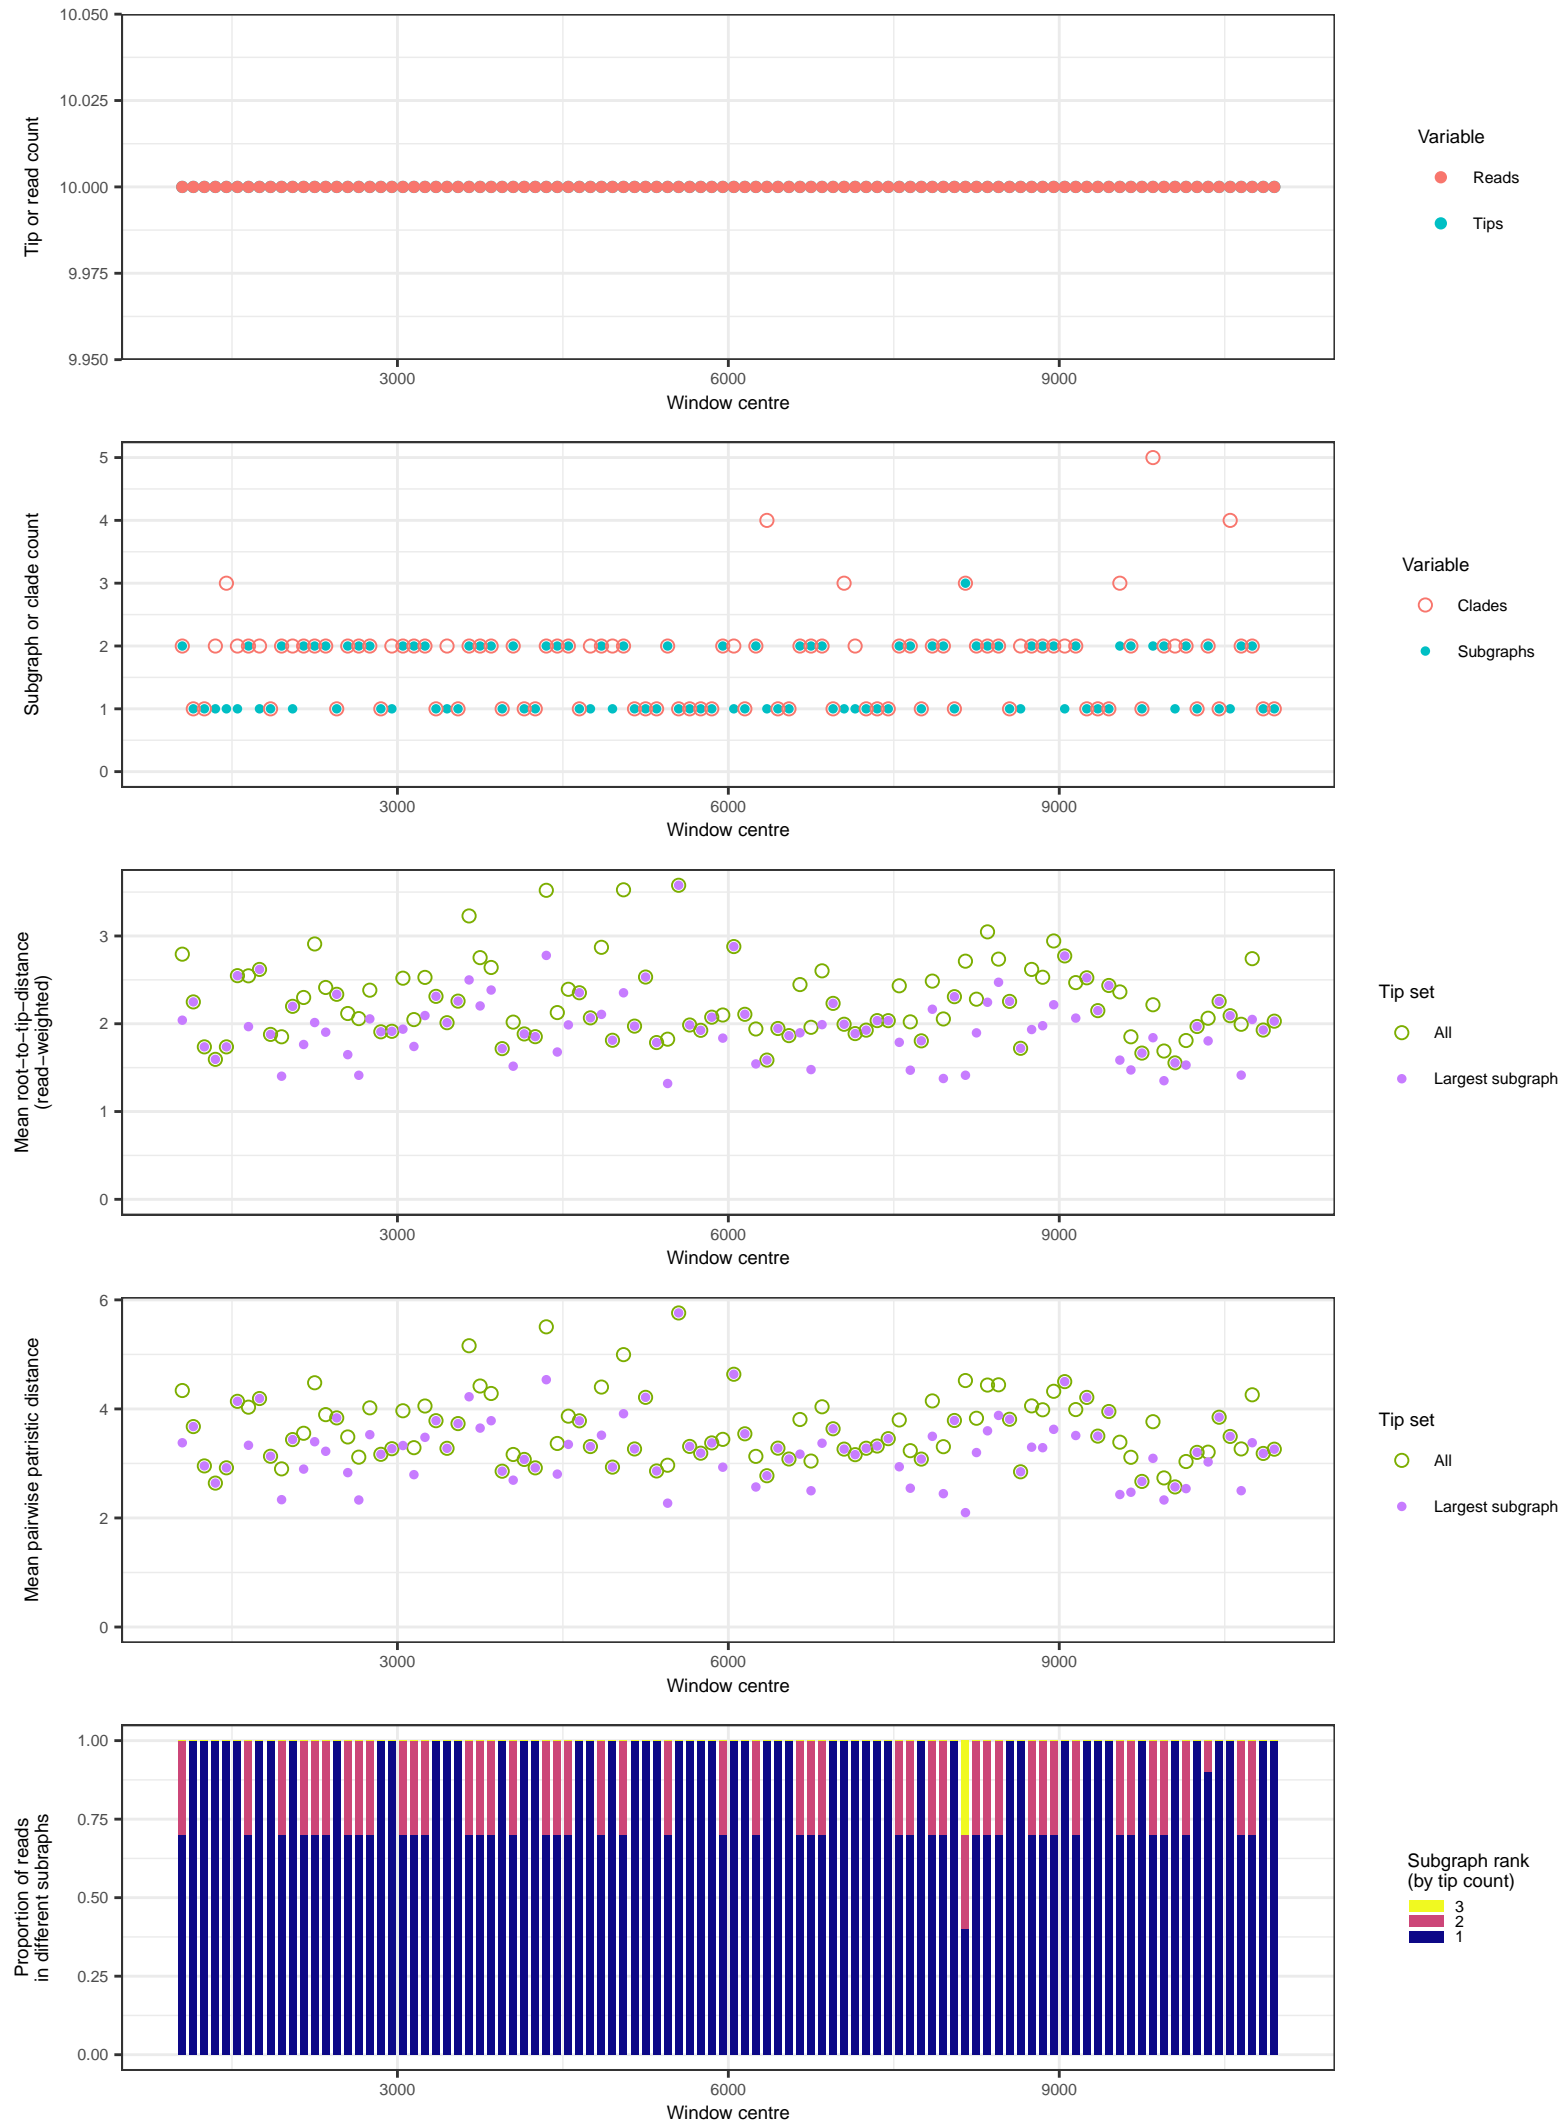 10.050
10.025
10.000
9.975
9.950
Tip or read count
3000 6000 9000
Window centre
Variable
Reads
Tips
5
4
3
2
1
0
Subgraph or clade count
3000 6000 9000
Window centre
Variable
Clades
Subgraphs
3
2
1
0
Mean root−to−tip−distance
(read−weighted)
3000 6000 9000
Window centre
Tip set
All
Largest subgraph
6
4
2
0
Mean pairwise patristic distance
3000 6000 9000
Window centre
Tip set
All
Largest subgraph
1.00
0.75
0.50
0.25
0.00
Proportion of reads
in different subraphs
3000 6000 9000
Window centre
Subgraph rank
(by tip count)
3
2
1